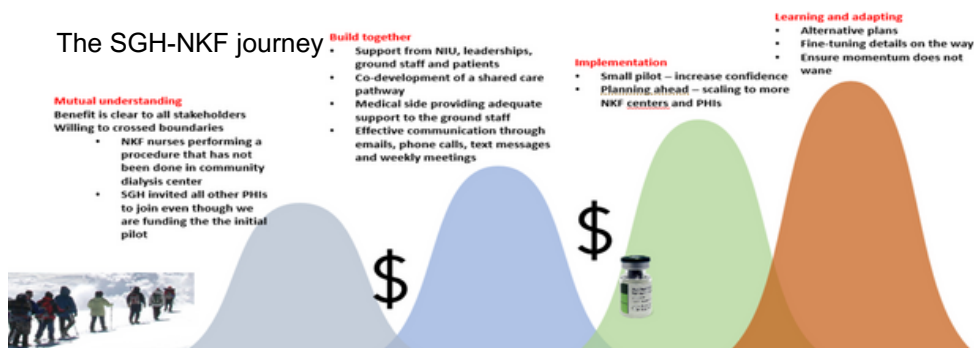 The SGH-NKF journey
Mutual understanding
Benefit is clear to all stakeholders
Willing to crossed boundaries
• NKF nurses performing a
procedure that has not
been done in community
dialysis center
• SGH invited all other PHIs
to join even though we
are funding the the initial
pilot
Build together
• Support from NIU, leaderships,
ground staff and patients
• Co-development of a shared care
pathway
• Medical side providing adequate
support to the ground staff
• Effective communication through
emails, phone calls, text messages
and weekly meetings
$
Implementation
• Small pilot – increase confidence
• Planning ahead – scaling to more
NKF centers and PHIs
$
Learning and adapting
• Alternative plans
• Fine-tuning details on the way
• Ensure momentum does not
wane